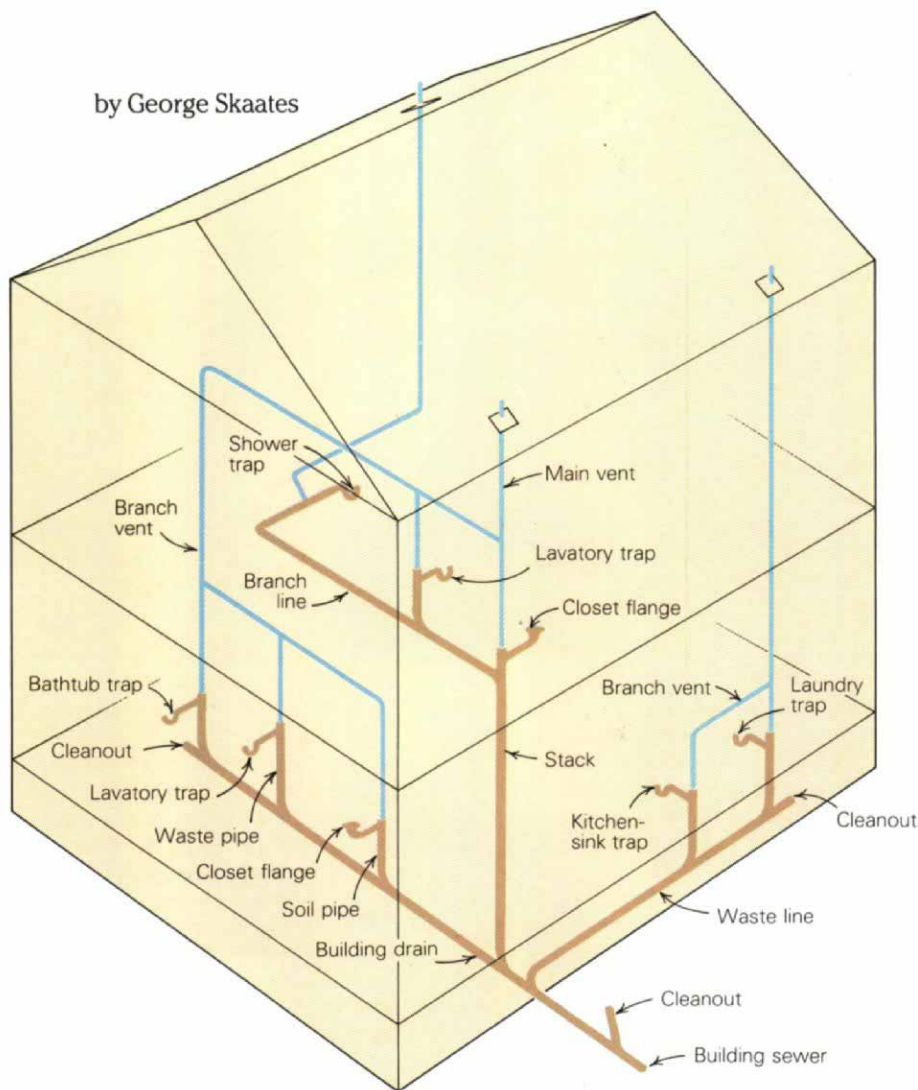 by George Skaates
Shower
trap
Main vent
Branch
vent
Lavatory trap
Branch
line
Closet flange
Branch vent
Laundry
trap
Bathtub trap
Cleanout
Stack
Lavatory trap
Kitchen-
sink trap
Cleanout
Waste pipe
Closet flange
Soil pipe
Waste line
Building drain
Cleanout
Building sewer